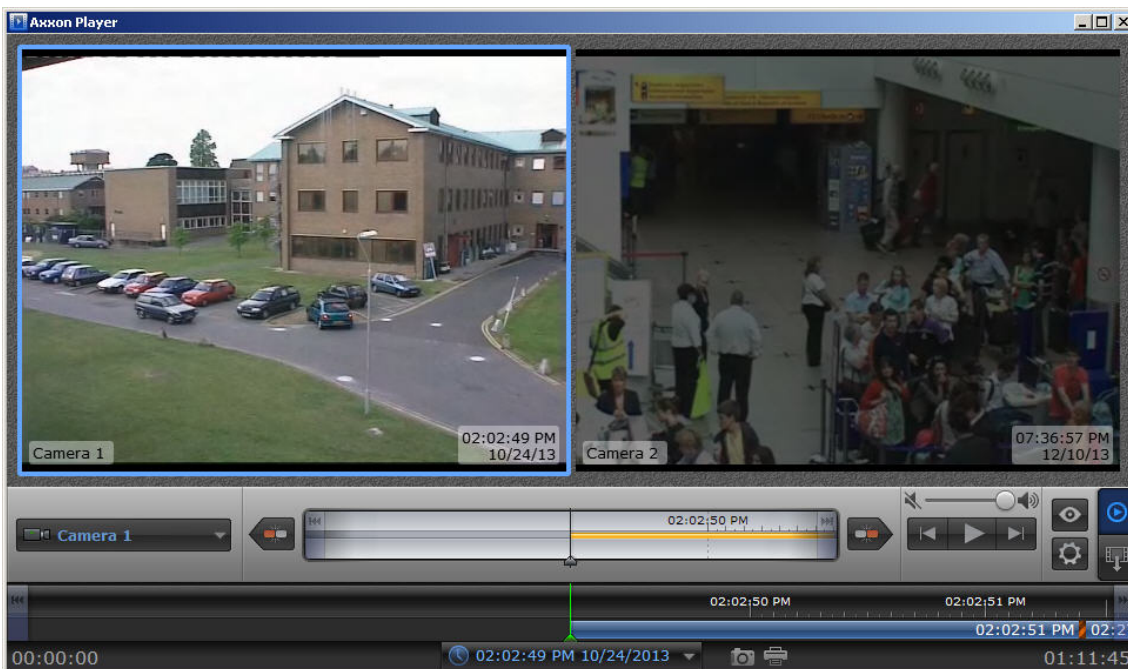 Axxon Player
Camera 1
02:02:49 PM
10/24/13
Camera 2
07:36:57 PM
12/10/13
Camera 1
02:02:50 PM
02:02:50 PM
02:02:51 PM
02:02:51 PM
02:2
00:00:00
02:02:49 PM 10/24/2013
01:11:45